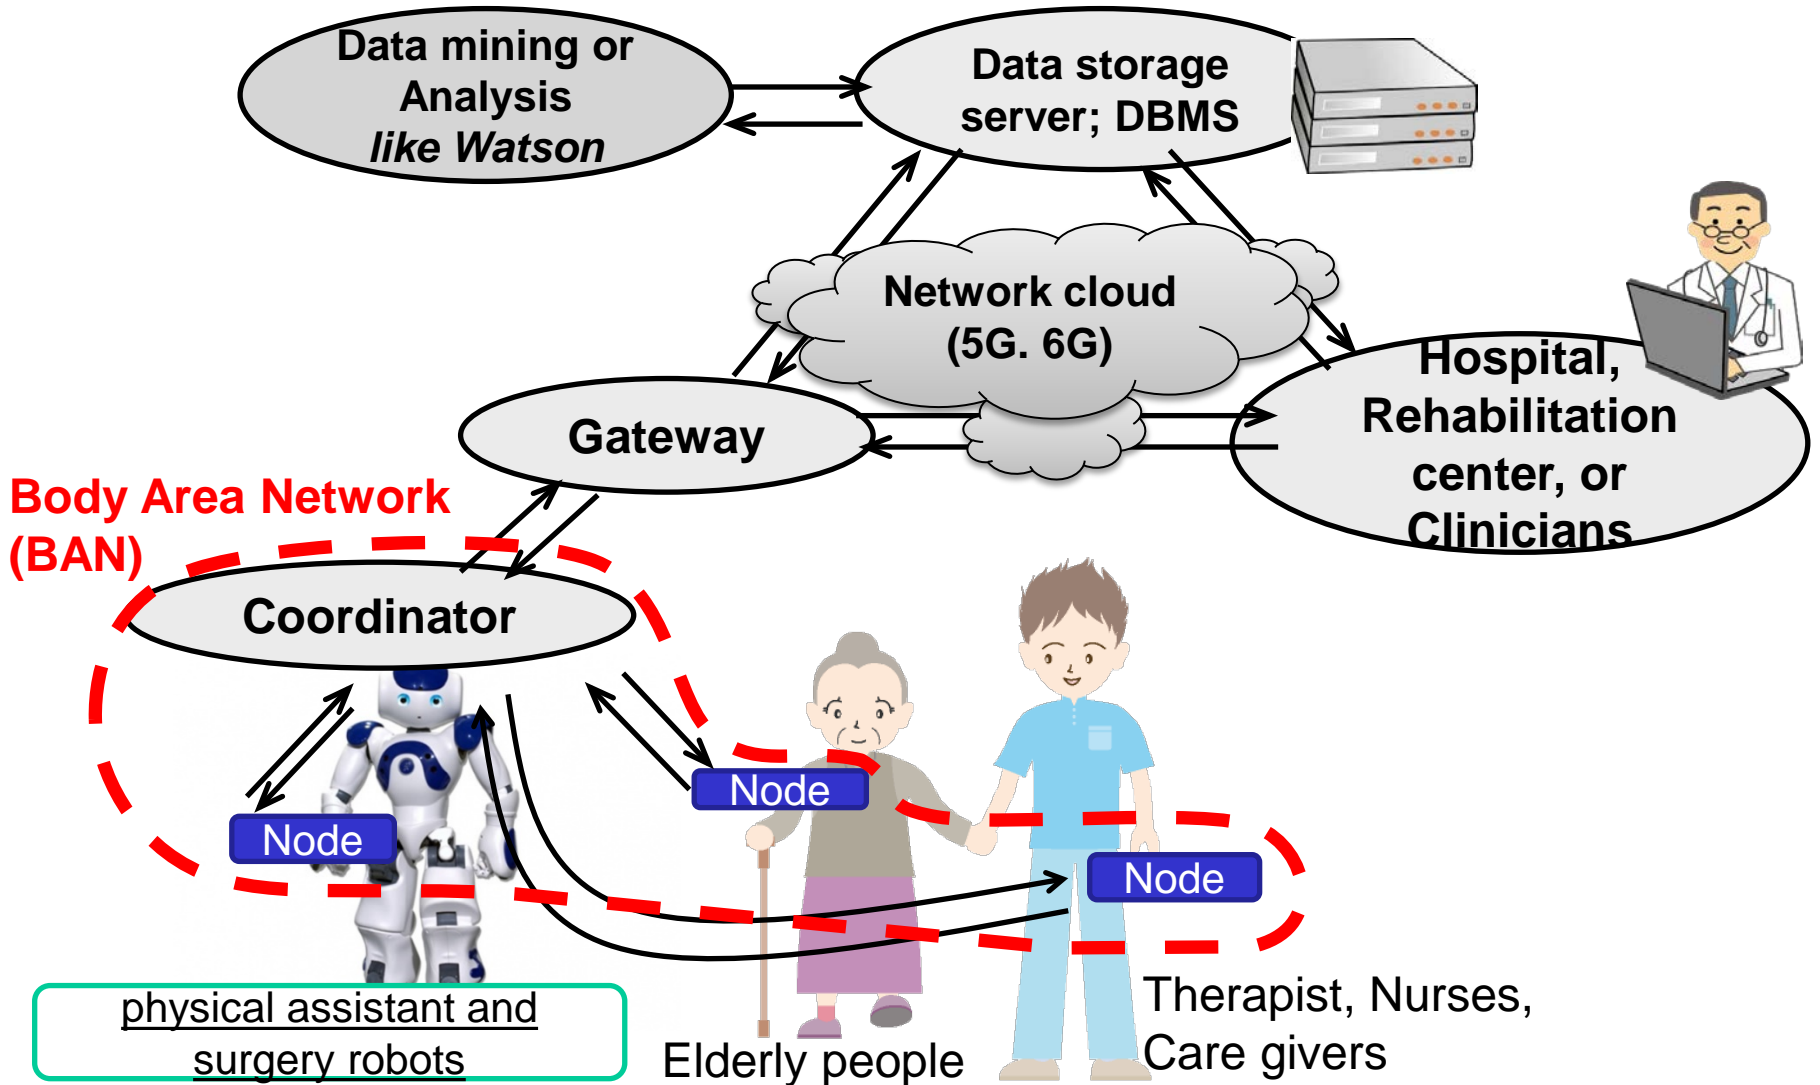 Data mining or
Analysis
like Watson
Data storage
server; DBMS
Network cloud
(5G. 6G)
Hospital,
Rehabilitation
center, or
Clinicians
Gateway
Body Area Network
(BAN)
Coordinator
Node
Node
Node
physical assistant and
surgery robots
Elderly people
Therapist, Nurses,
Care givers